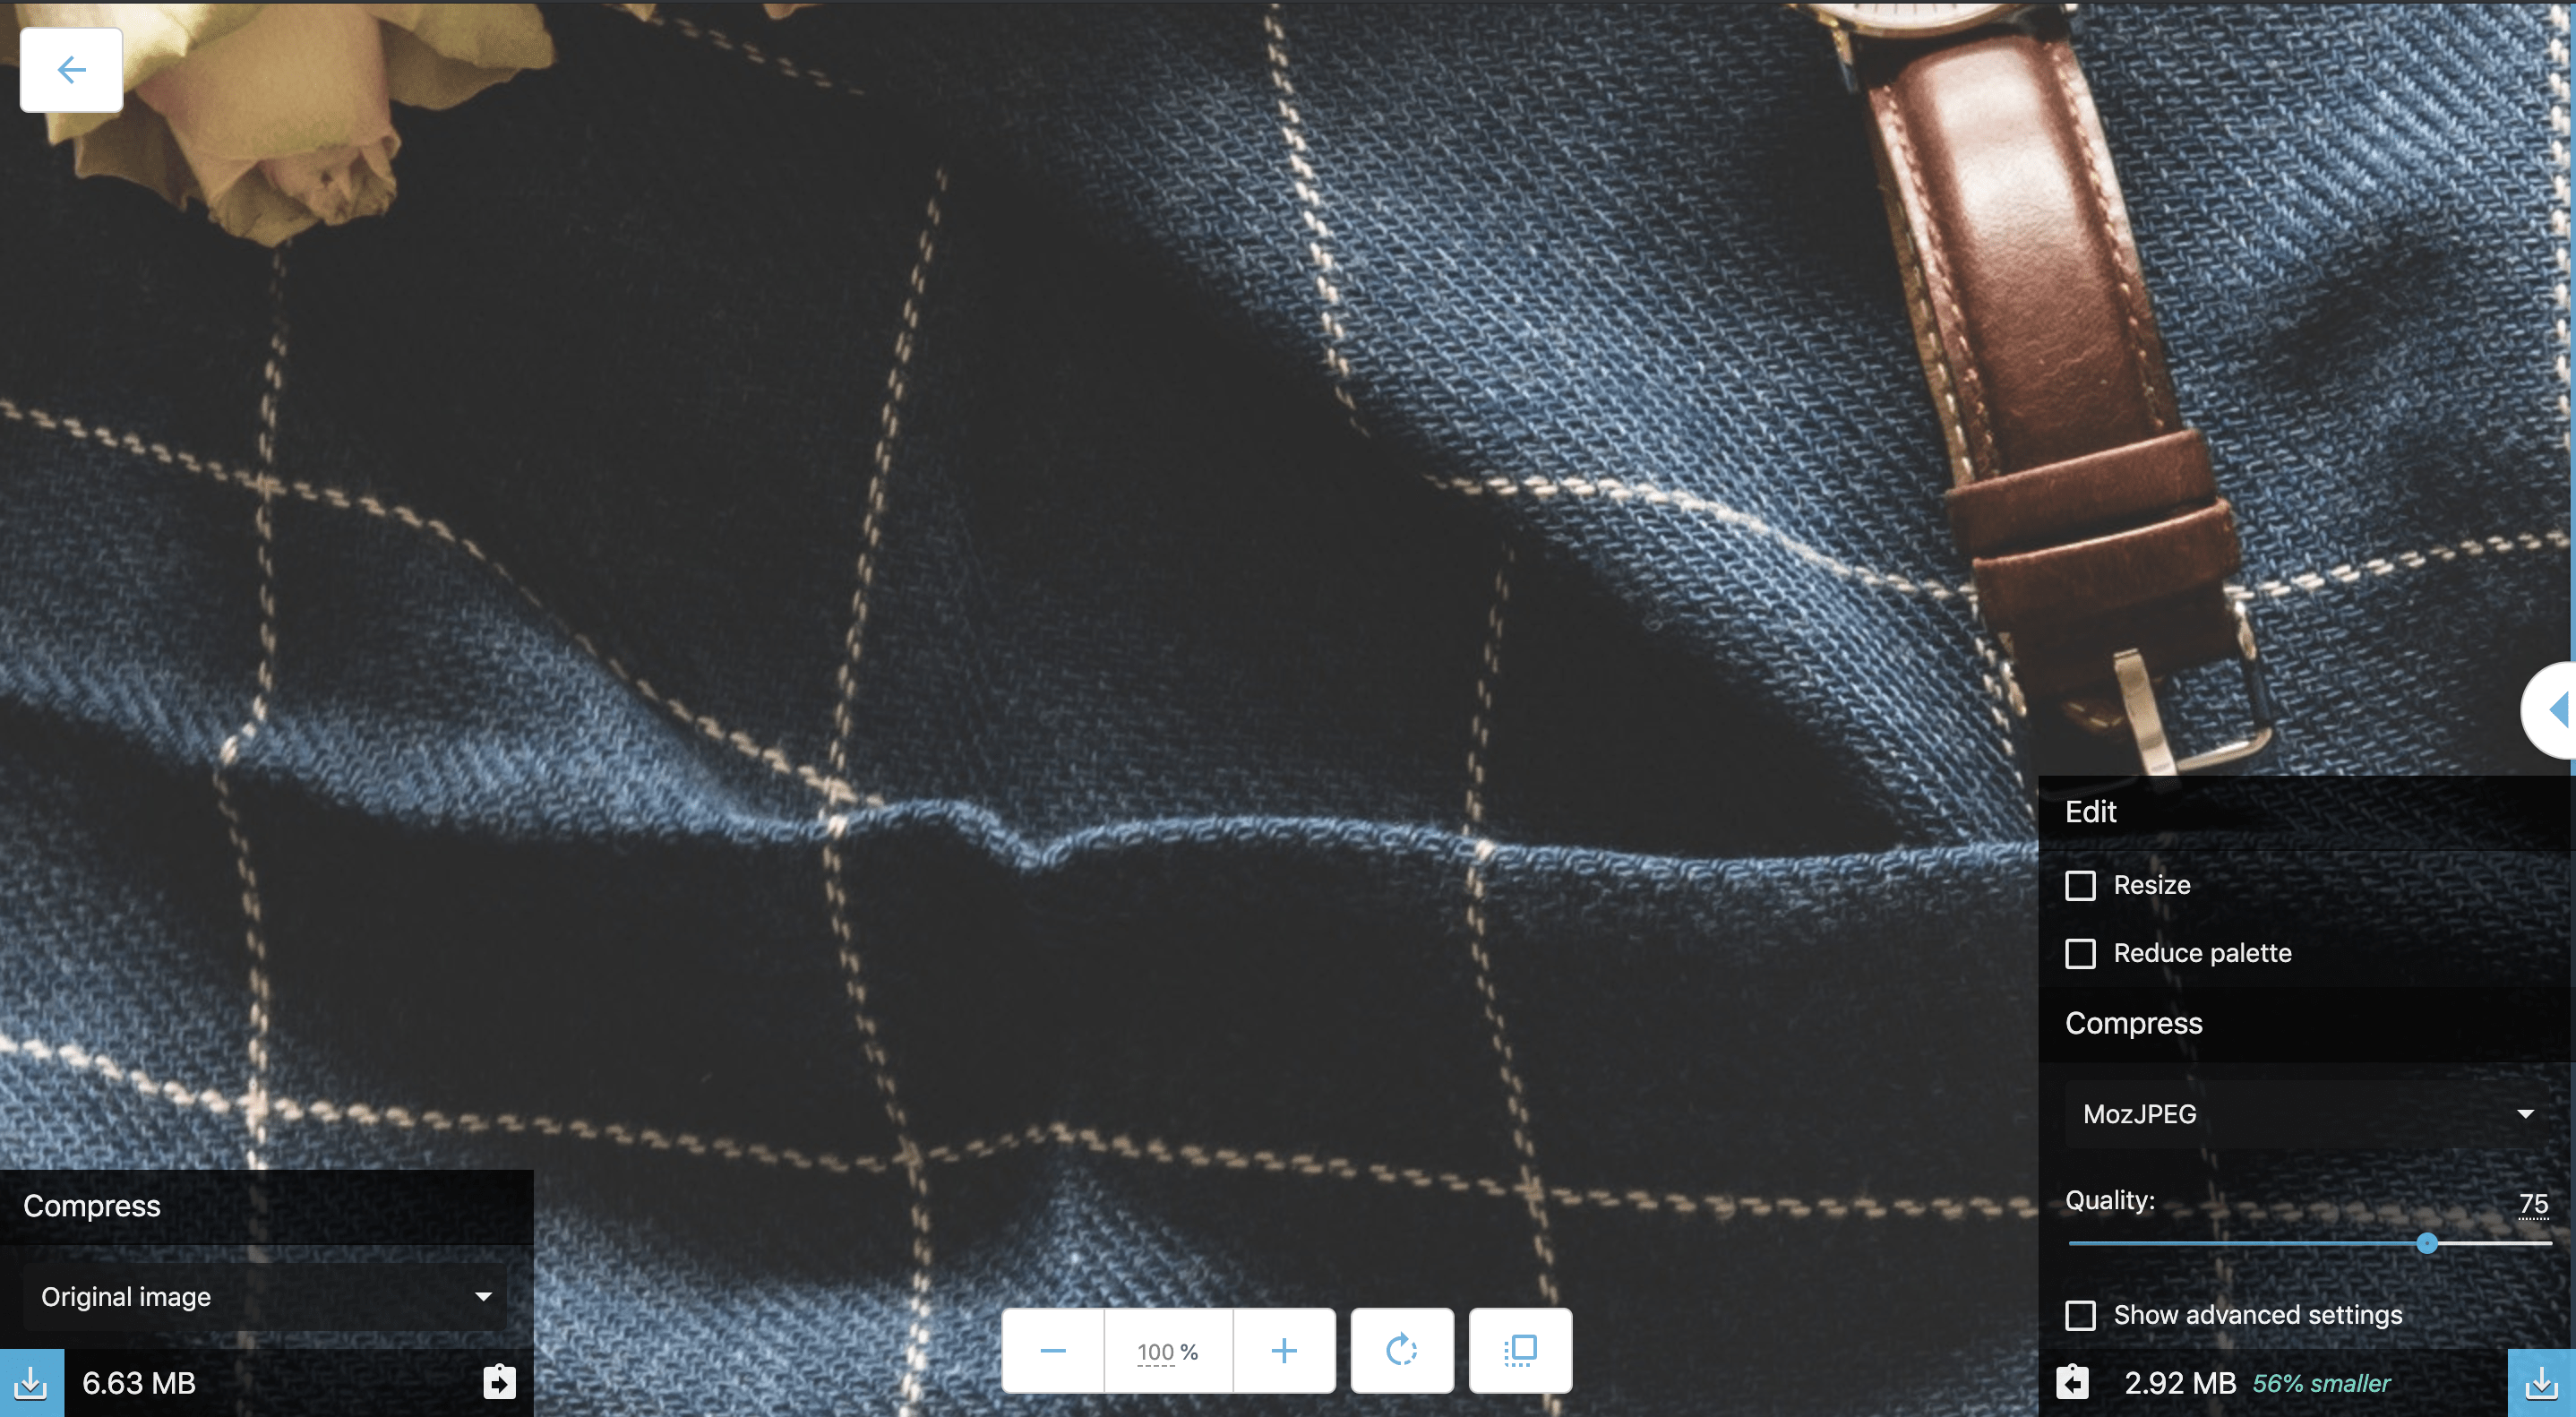 Edit
Resize
Reduce palette
Compress
MozJPEG
Quality: 75
Show advanced settings
Compress
Original image
6.63 MB
100 %
2.92 MB 56% smaller